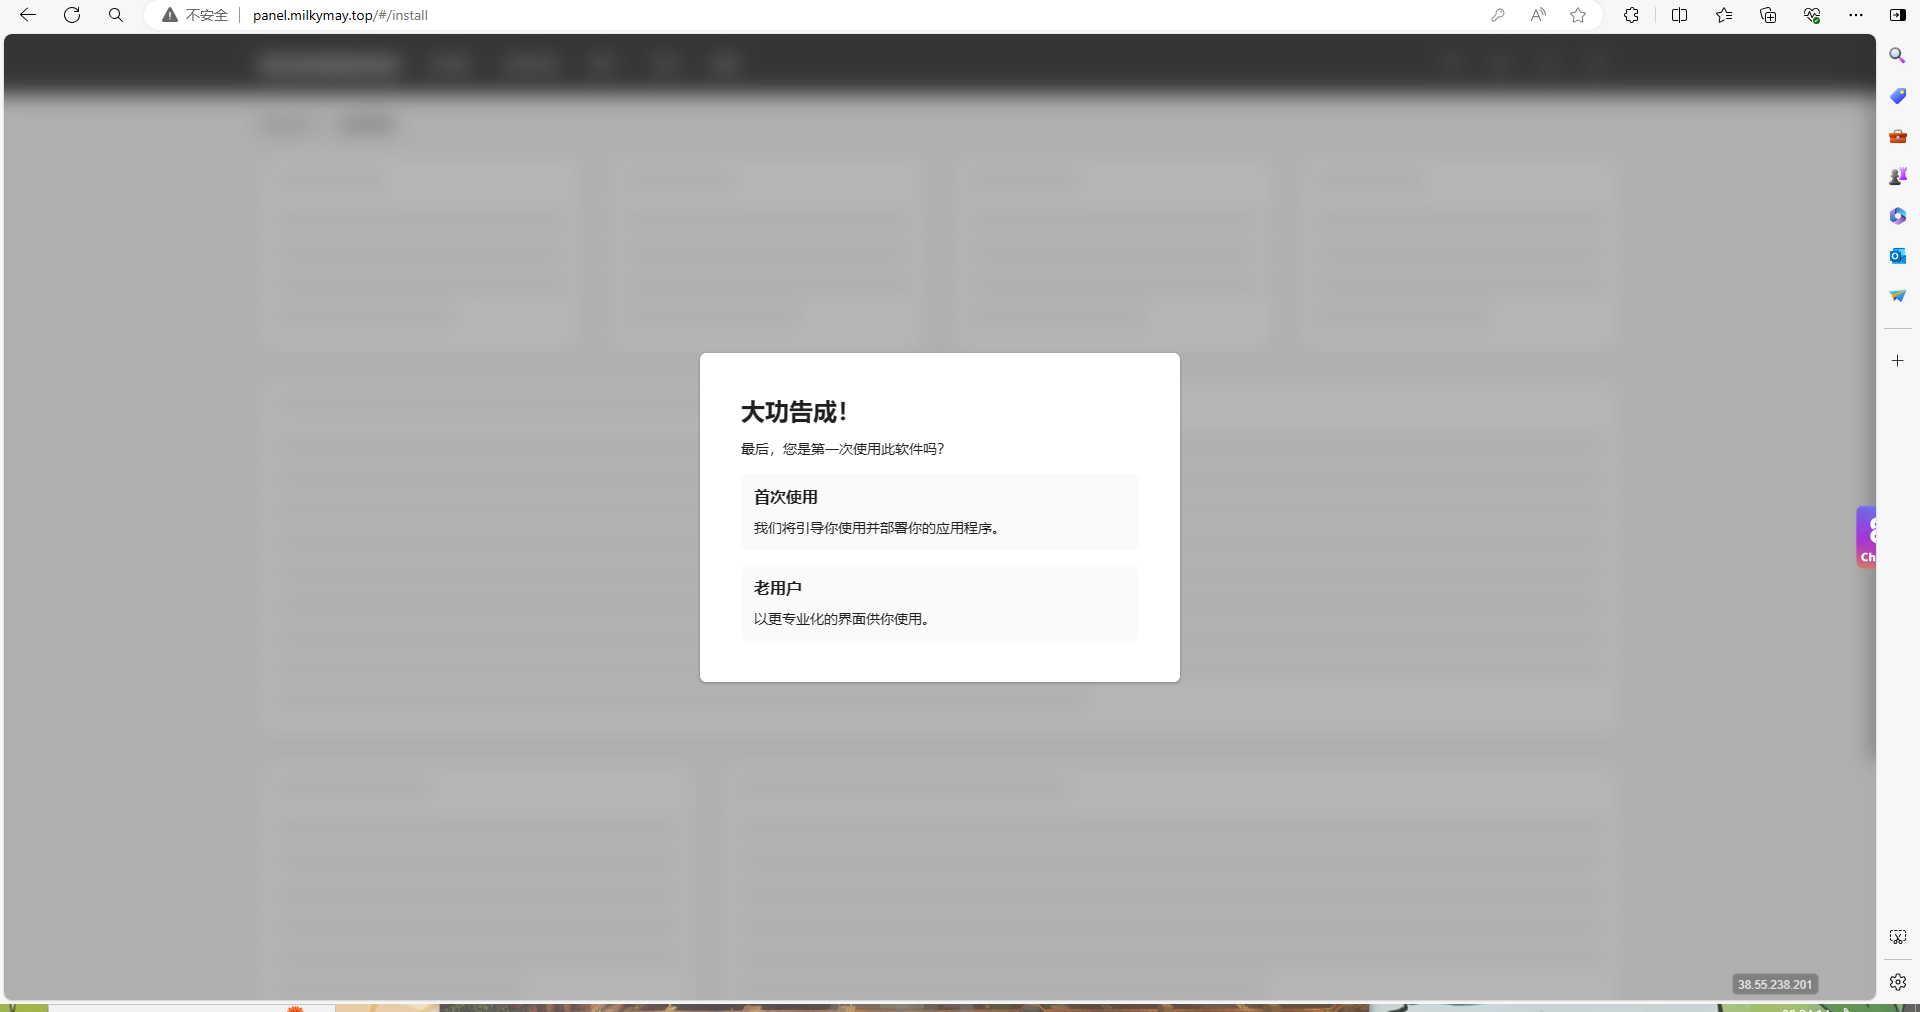 不安全
panel.milkymay.top/#/install
大功告成！
最后，您是第一次使用此软件吗？
首次使用
我们将引导你使用并部署你的应用程序。
老用户
以更专业化的界面供你使用。
Ch
38.55.238.201